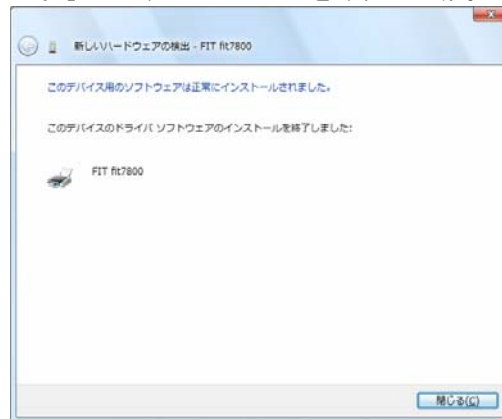 新しいハードウェアの検出 - FIT fit7800
このデバイス用のソフトウェアは正常にインストールされました。
このデバイスのドライバ ソフトウェアのインストールを終了しました:
FIT fit7800
閉じる(C)